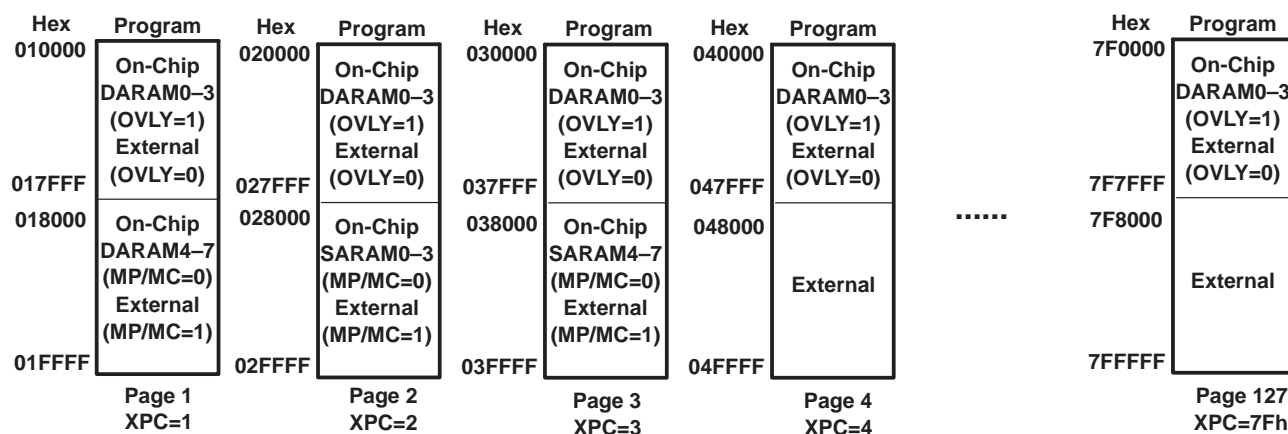 Hex Program
010000
On-Chip
DARAM0–3
(OVLY=1)
External
(OVLY=0)
017FFF
018000
On-Chip
DARAM4–7
(MP/MC=0)
External
(MP/MC=1)
01FFFF
Page 1
XPC=1
Hex Program
020000
On-Chip
DARAM0–3
(OVLY=1)
External
(OVLY=0)
027FFF
028000
On-Chip
SARAM0–3
(MP/MC=0)
External
(MP/MC=1)
02FFFF
Page 2
XPC=2
Hex Program
030000
On-Chip
DARAM0–3
(OVLY=1)
External
(OVLY=0)
037FFF
038000
On-Chip
SARAM4–7
(MP/MC=0)
External
(MP/MC=1)
03FFFF
Page 3
XPC=3
Hex Program
040000
On-Chip
DARAM0–3
(OVLY=1)
External
(OVLY=0)
047FFF
048000
External
04FFFF
Page 4
XPC=4
......
Hex Program
7F0000
On-Chip
DARAM0–3
(OVLY=1)
External
(OVLY=0)
7F7FFF
7F8000
External
7FFFFF
Page 127
XPC=7Fh